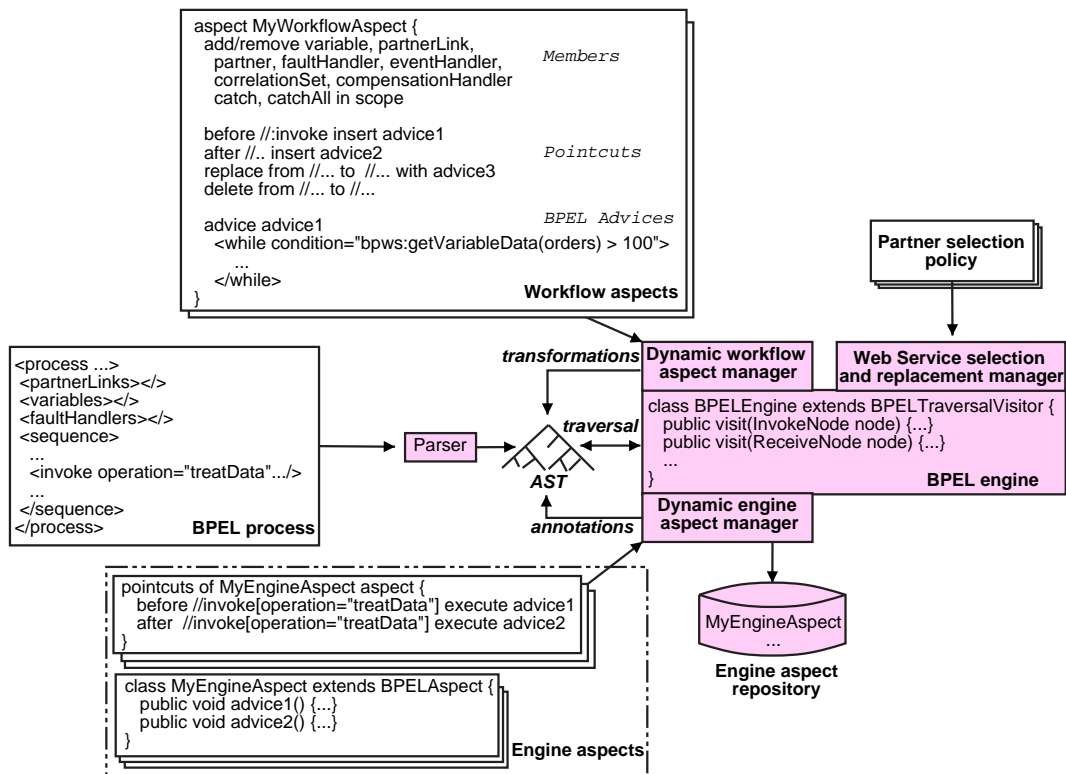 aspect MyWorkflowAspect {
add/remove variable, partnerLink,
partner, faultHandler, eventHandler,
correlationSet, compensationHandler
catch, catchAll in scope
Members
before //:invoke insert advice1
after //.. insert advice2
replace from //... to //... with advice3
delete from //... to //...
Pointcuts
advice advice1
<while condition="bpws:getVariableData(orders) > 100">
...
</while>
}
BPEL Advices
Workflow aspects
Partner selection
policy
<process ...>
<partnerLinks></>
<variables></>
<faultHandlers></>
<sequence>
...
<invoke operation="treatData".../>
...
</sequence>
</process>
BPEL process
Parser
transformations
traversal
AST
annotations
Dynamic workflow
aspect manager
Web Service selection
and replacement manager
class BPELEngine extends BPELTraversalVisitor {
public visit(InvokeNode node) {...}
public visit(ReceiveNode node) {...}
...
}
BPEL engine
Dynamic engine
aspect manager
pointcuts of MyEngineAspect aspect {
before //invoke[operation="treatData"] execute advice1
after //invoke[operation="treatData"] execute advice2
}
class MyEngineAspect extends BPELAspect {
public void advice1() {...}
public void advice2() {...}
}
Engine aspects
MyEngineAspect
...
Engine aspect
repository